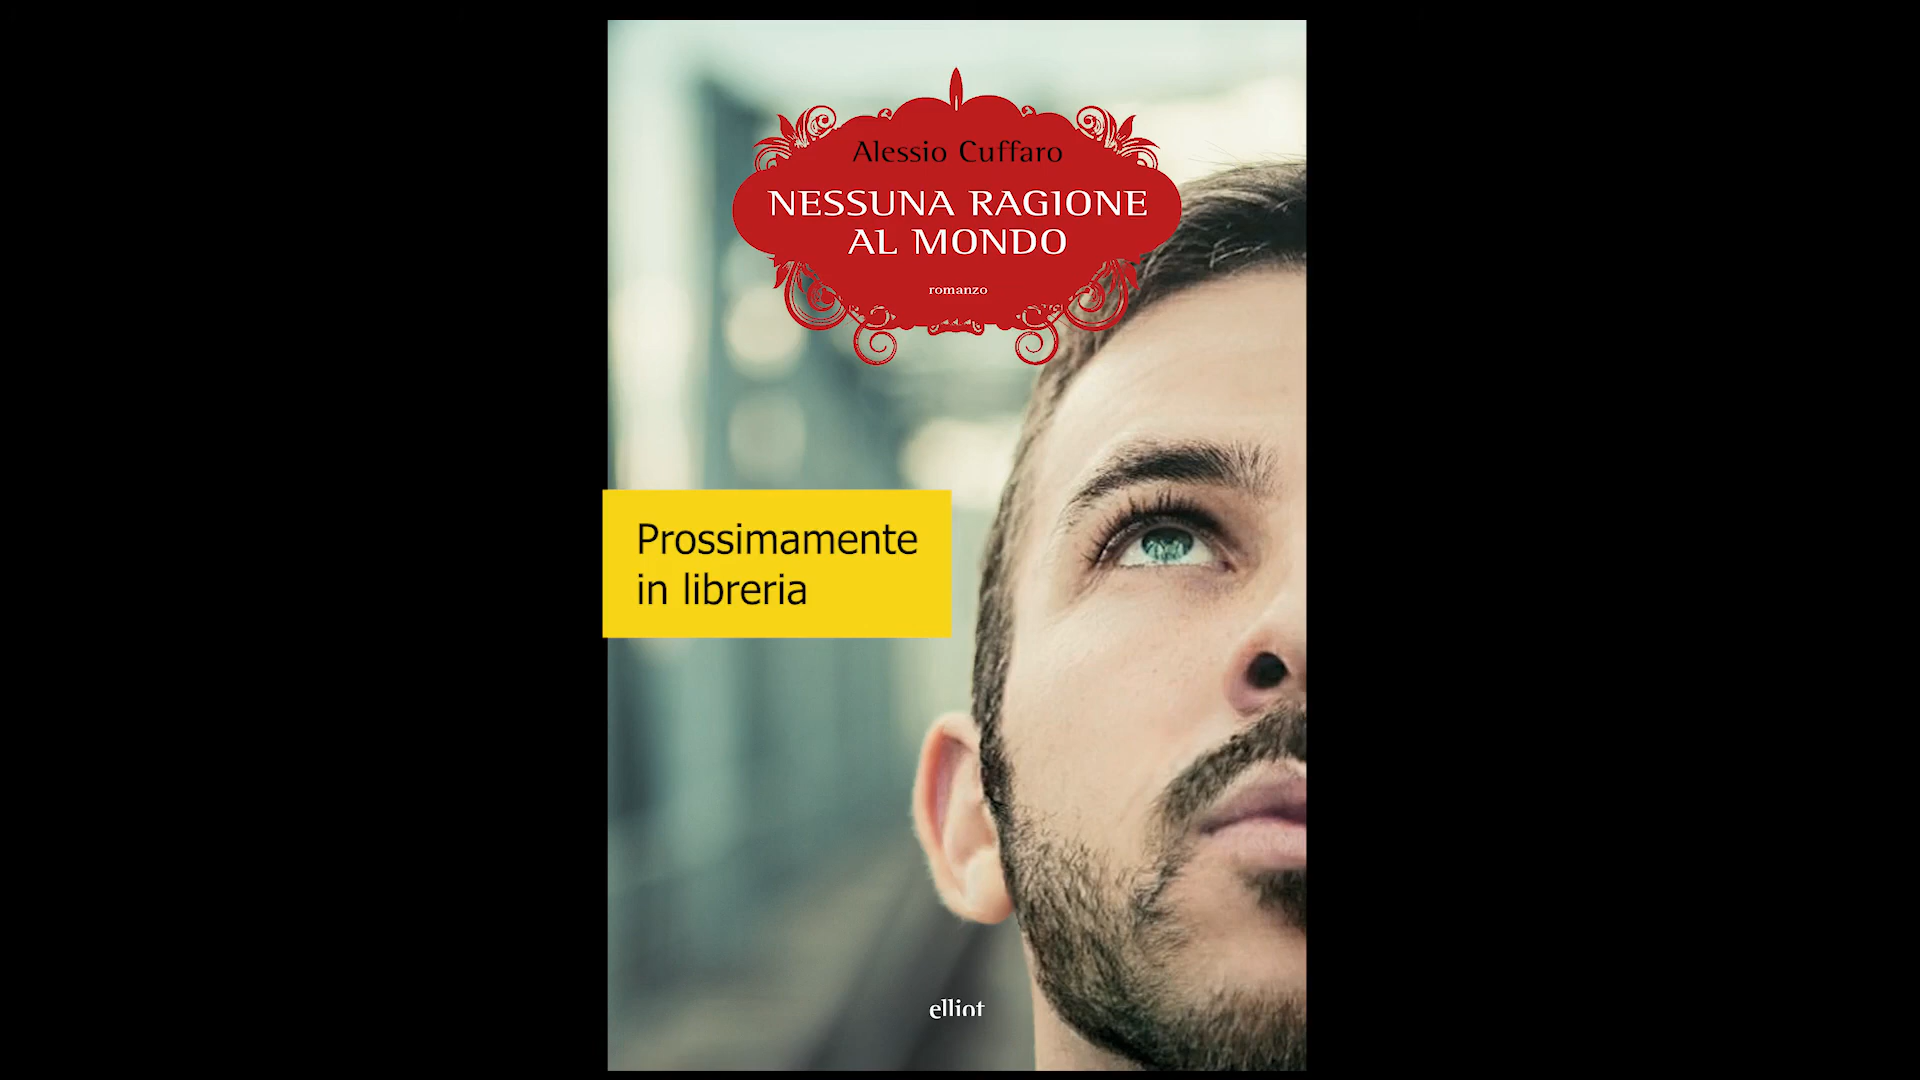 Alessio Cuffaro
NESSUNA RAGIONE
AL MONDO
romanzo
Prossimamente
in libreria
elliot